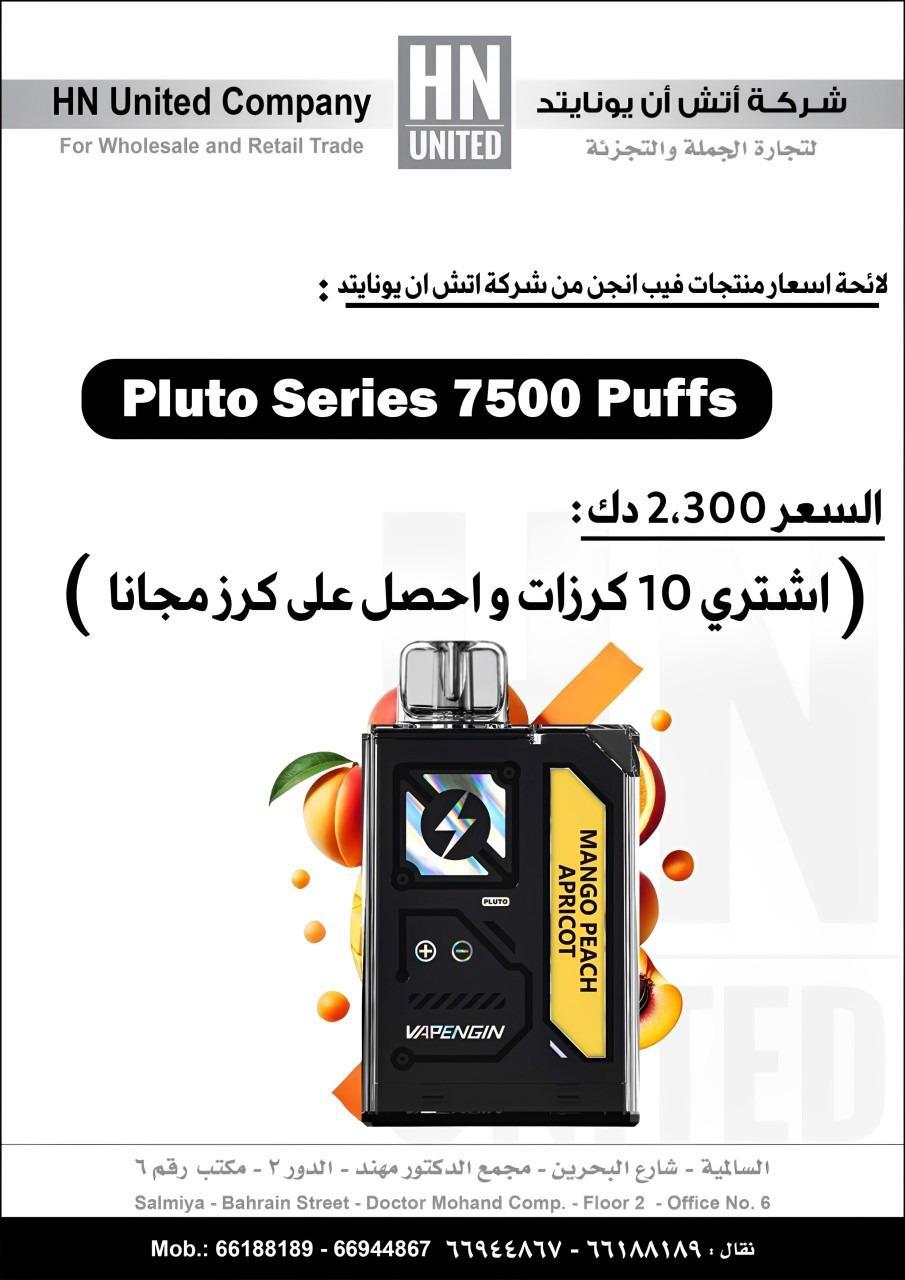 HN United Company
For Wholesale and Retail Trade
HN
UNITED
شركة أتش أن يونايتد
لتجارة الجملة والتجزئة
لائحة اسعار منتجات فيب انجن من شركة اتش ان يونايتد :
Pluto Series 7500 Puffs
السعر 2,300 دك:
( اشتري 10 كرزات و احصل على كرز مجانا )
PLUTO
MANGO PEACH
APRICOT
VAPENGIN
HN
UNITED
السالمية - شارع البحرين - مجمع الدكتور مهند - الدور ٢ - مكتب رقم ٦
Salmiya - Bahrain Street - Doctor Mohand Comp. - Floor 2 - Office No. 6
Mob.: 66188189 - 66944867 نقال : ٦٦١٨٨١٨٩ - ٦٦٩٤٤٨٦٧